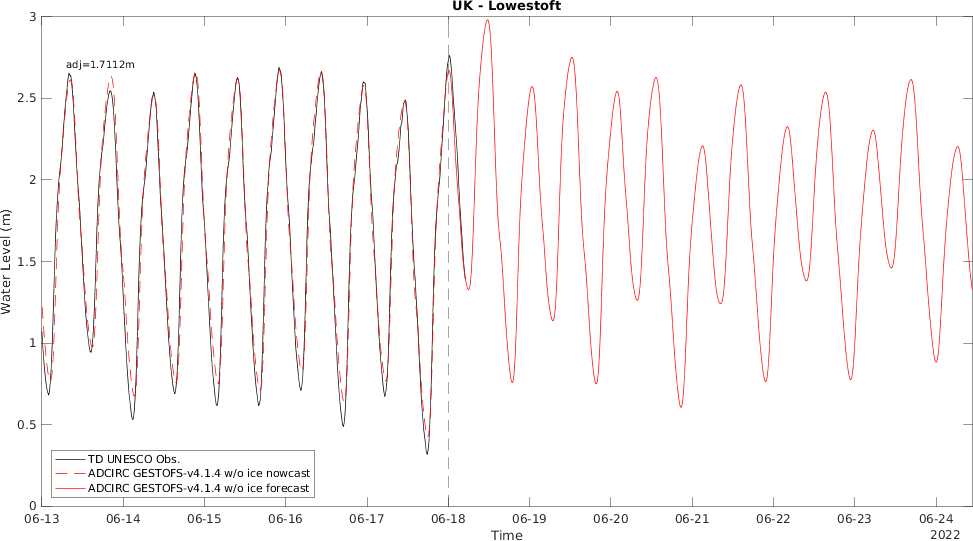 UK - Lowestoft
adj=1.7112m
Water Level (m)
3
2.5
2
1.5
1
0.5
0
TD UNESCO Obs.
ADCIRC GESTOFS-v4.1.4 w/o ice nowcast
ADCIRC GESTOFS-v4.1.4 w/o ice forecast
06-13 06-14 06-15 06-16 06-17 06-18 06-19 06-20 06-21 06-22 06-23 06-24
Time
2022